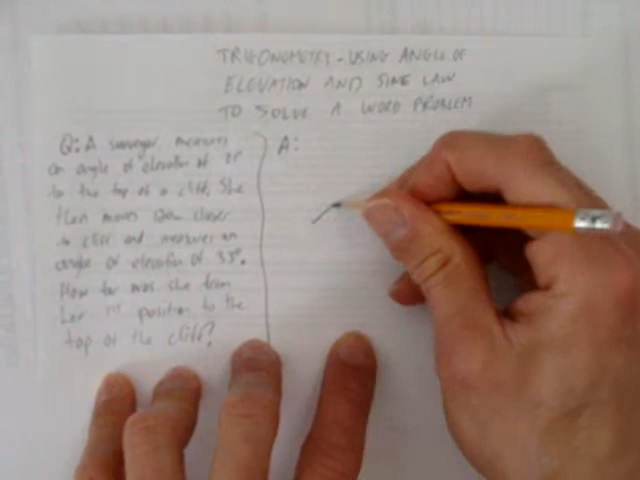 TRIGONOMETRY - USING ANGLE OF
ELEVATION AND SINE LAW
TO SOLVE A WORD PROBLEM
Q: A surveyor measures
an angle of elevation of
to the top of a cliff. She
then moves 120m closer
to cliff and measures an
angle of elevation of 33°.
How far was she from
her 1st position to the
top of the cliff?
A: